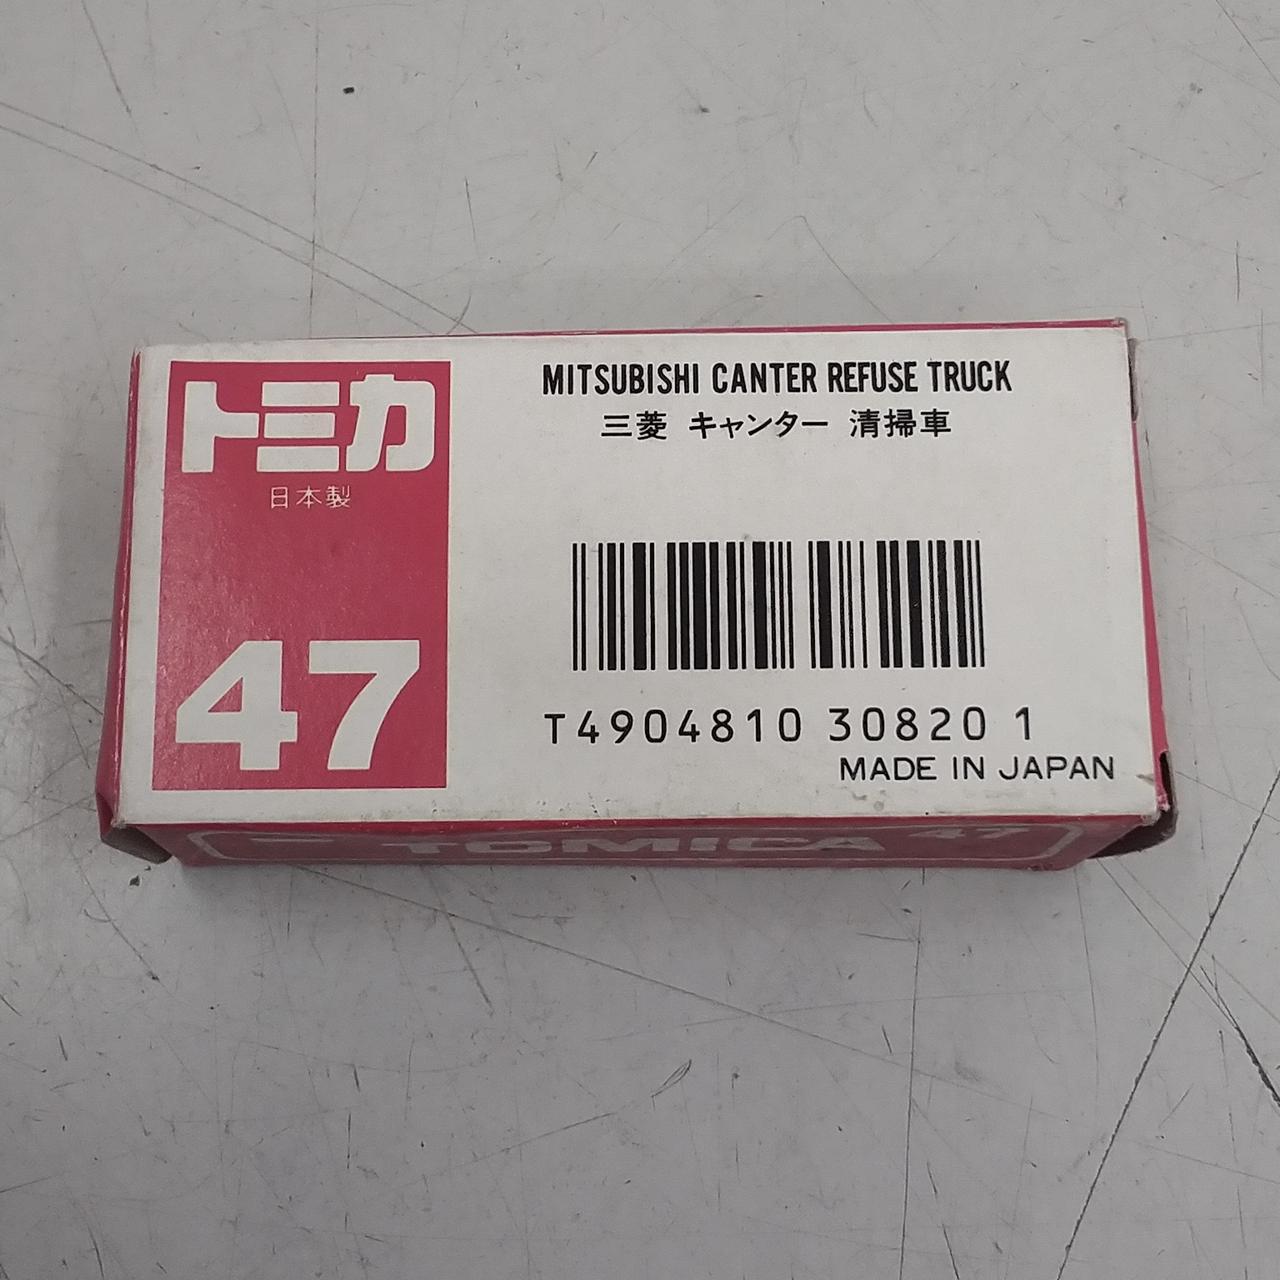 トミカ
日本製
47
MITSUBISHI CANTER REFUSE TRUCK
三菱 キャンター 清掃車
T4904810 30820 1
MADE IN JAPAN
TOMICA 47